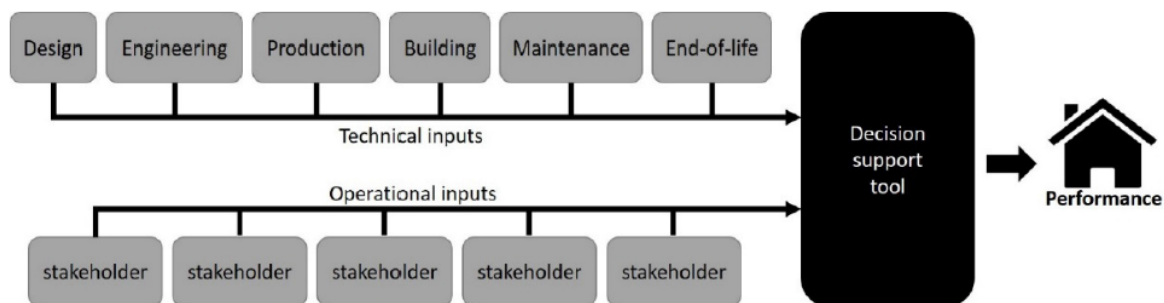 Design
Engineering
Production
Building
Maintenance
End-of-life
Technical inputs
Decision
support
tool
Performance
Operational inputs
stakeholder
stakeholder
stakeholder
stakeholder
stakeholder